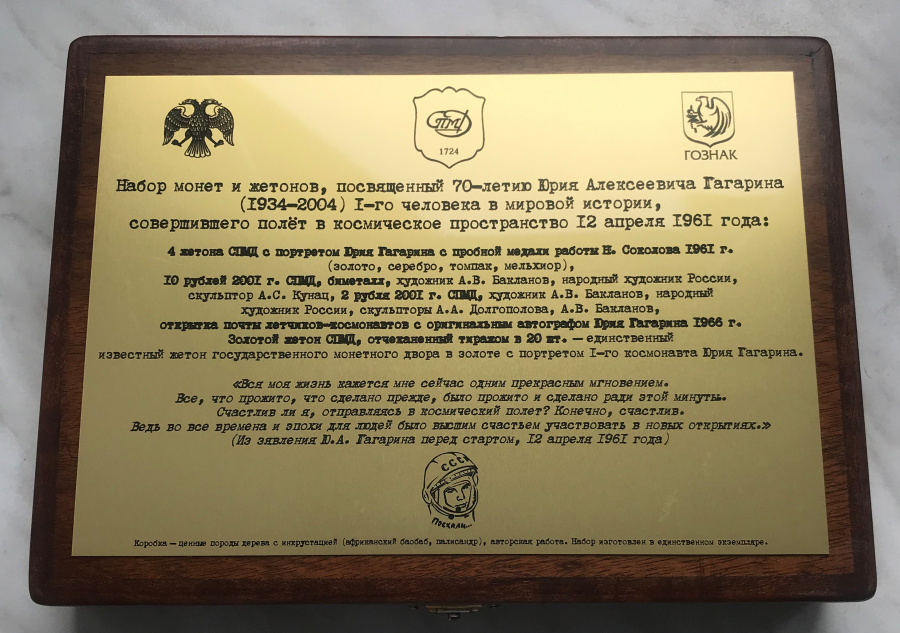 СПМД
1724
ГОЗНАК
Набор монет и жетонов, посвященный 70-летию Юрия Алексеевича Гагарина
(1934-2004) I-го человека в мировой истории,
совершившего полёт в космическое пространство 12 апреля 1961 года:
4 жетона СПМД с портретом Юрия Гагарина с пробной медали работы Н. Соколова 1961 г.
(золото, серебро, томпак, мельхиор),
10 рублей 2001 г. СПМД, биметалл, художник А.В. Бакланов, народный художник России,
скульптор А.С. Кунац, 2 рубля 2001 г. СПМД, художник А.В. Бакланов, народный
художник России, скульпторы А.А. Долгополова, А.В. Бакланов,
открытка почты летчиков-космонавтов с оригинальным автографом Юрия Гагарина 1966 г.
Золотой жетон СПМД, отчеканенный тиражом в 20 шт. — единственный
известный жетон государственного монетного двора в золоте с портретом I-го космонавта Юрия Гагарина.
«Вся моя жизнь кажется мне сейчас одним прекрасным мгновением.
Все, что прожито, что сделано прежде, было прожито и сделано ради этой минуты.
Счастлив ли я, отправляясь в космический полет? Конечно, счастлив.
Ведь во все времена и эпохи для людей было высшим счастьем участвовать в новых открытиях.»
(Из зявления Ю.А. Гагарина перед стартом, 12 апреля 1961 года)
СССР
Поехали...
Коробка — ценные породы дерева с инкрустацией (африканский баобаб, палисандр), авторская работа. Набор изготовлен в единственном экземпляре.